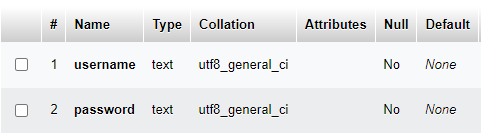 # Name Type Collation Attributes Null Default
1 username text utf8_general_ci No None
2 password text utf8_general_ci No None